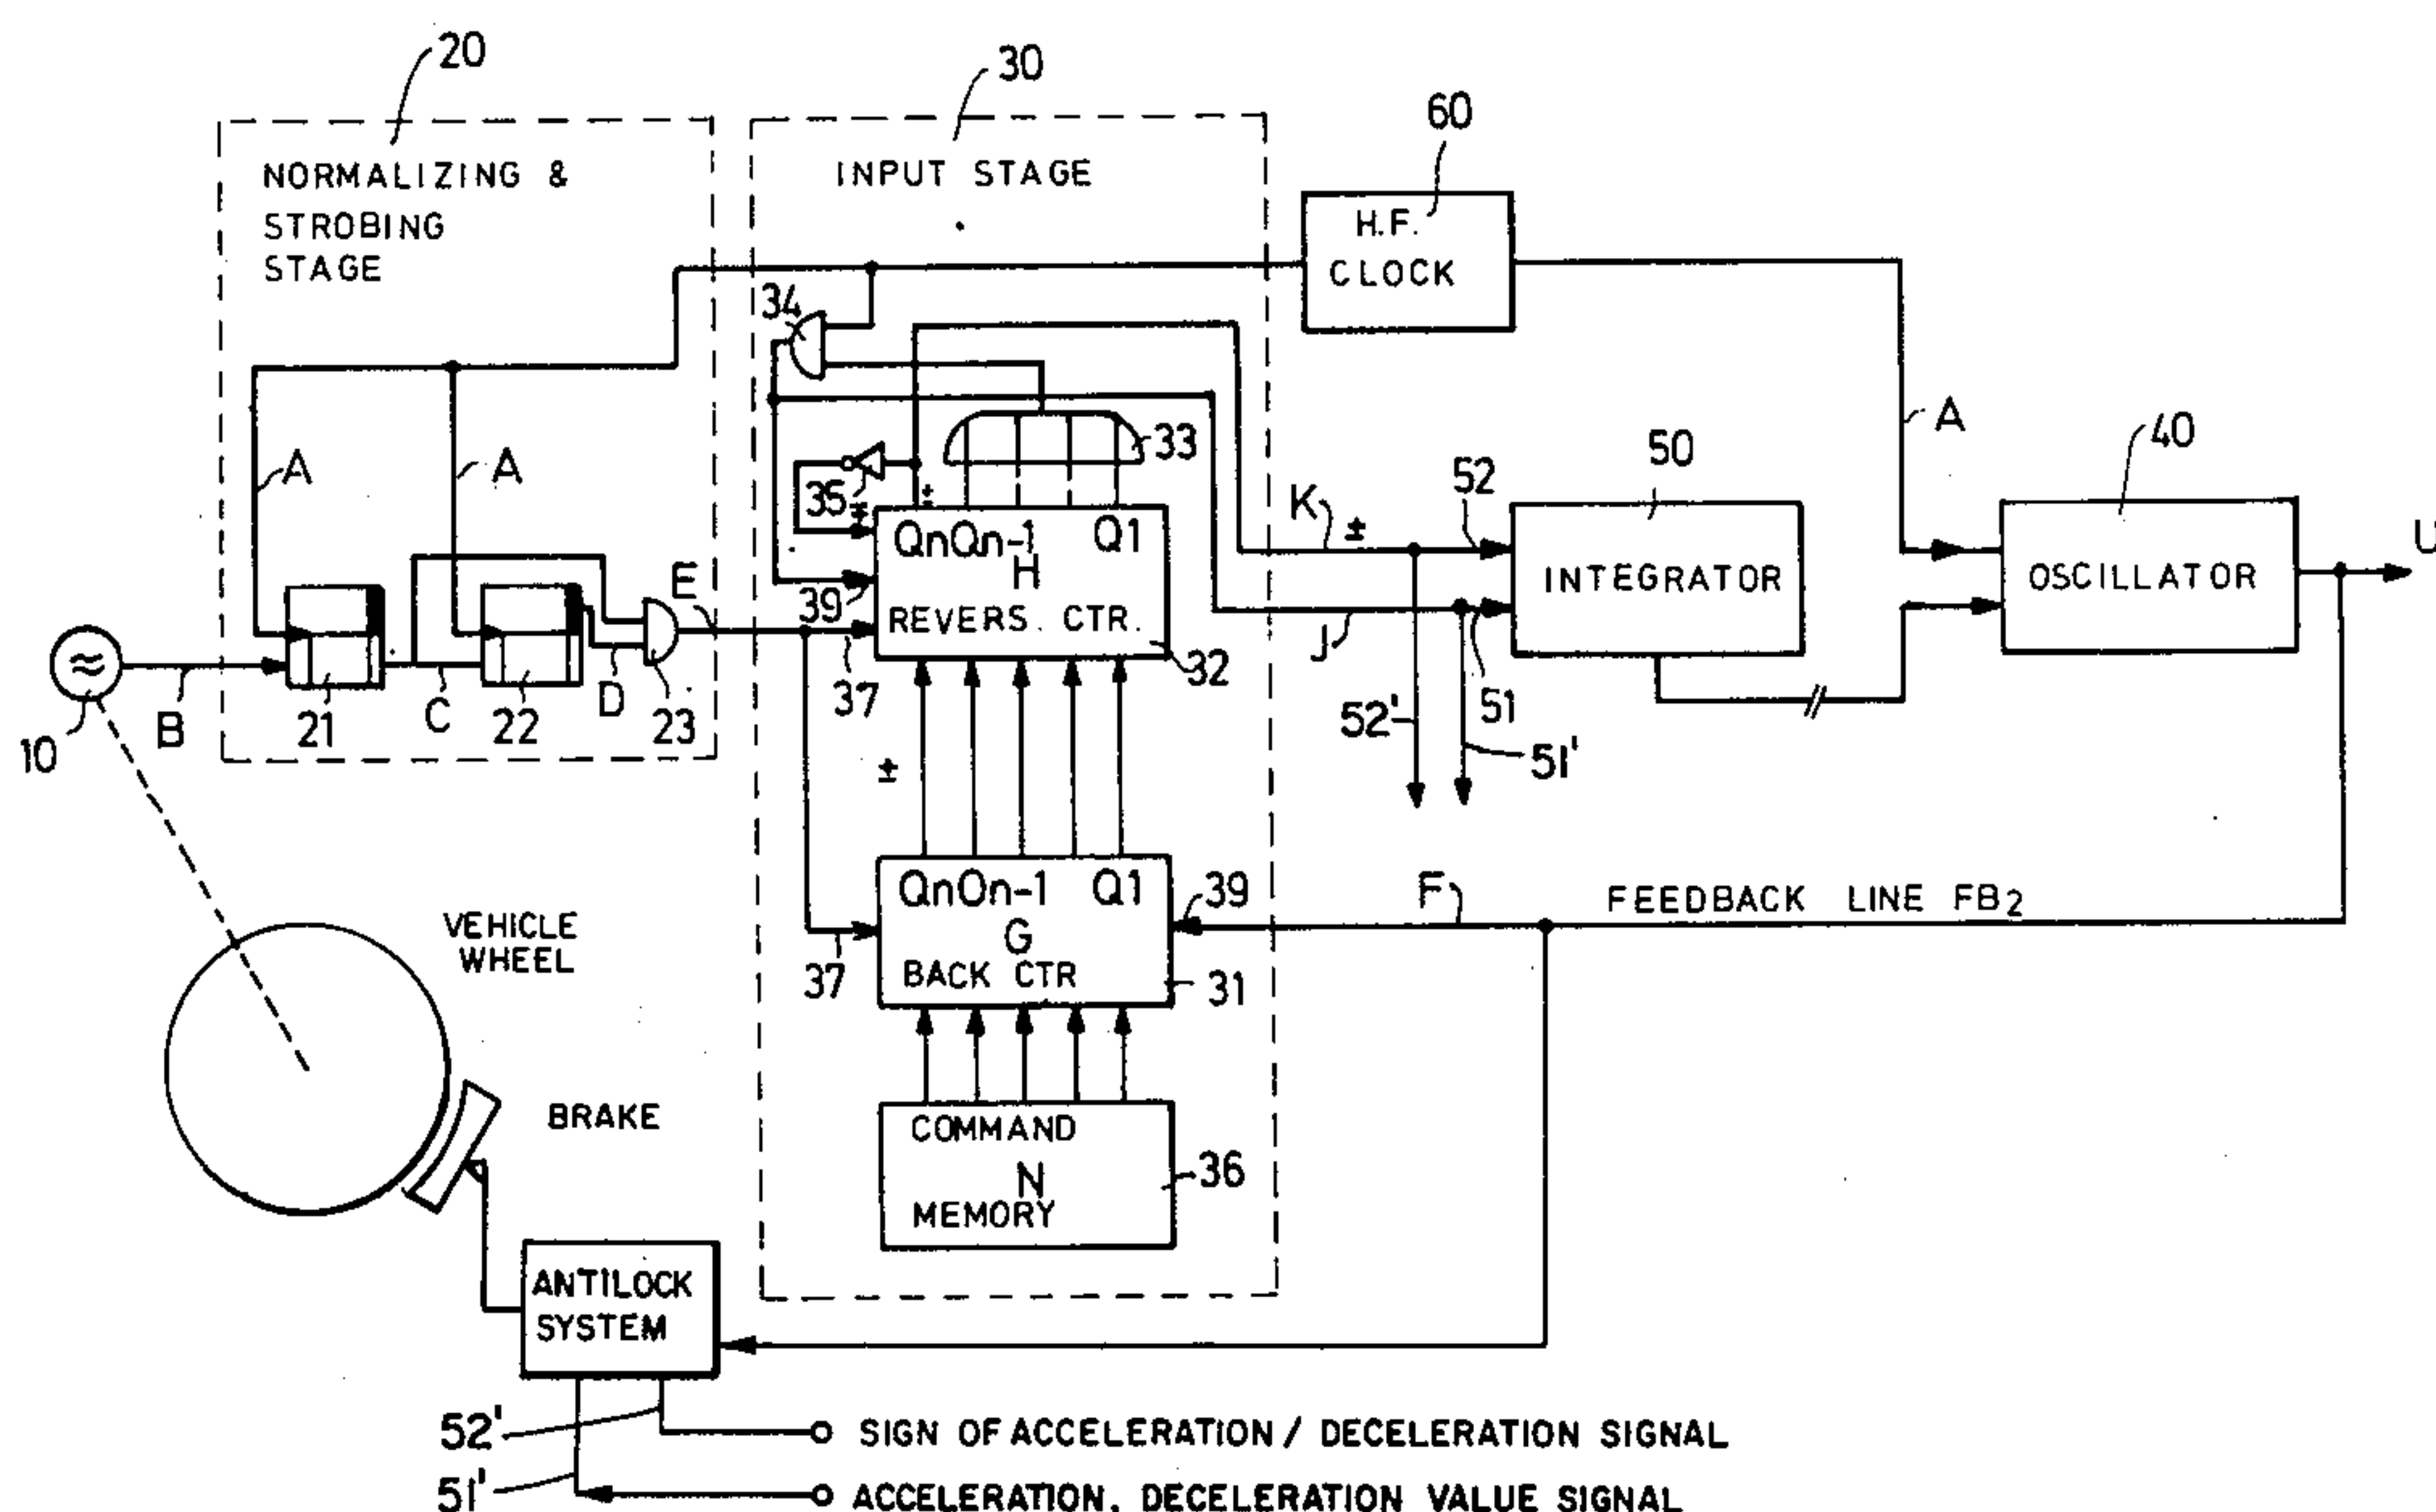 20
30
60
NORMALIZING &
STROBING
STAGE
INPUT STAGE
H.F.
CLOCK
34
33
A
A
A
40
50
52
35
±
∓
K
±
QnQn-1 Q1
H
REVERS. CTR.
INTEGRATOR
OSCILLATOR
U
E
39
37
32
J
51
52'
51'
≈
10
B
21
C
22
D
23
±
QnOn-1 Q1
G
BACK CTR
39
37
31
F
FEEDBACK LINE FB2
VEHICLE
WHEEL
BRAKE
COMMAND
N
MEMORY
36
ANTILOCK
SYSTEM
52'
SIGN OF ACCELERATION / DECELERATION SIGNAL
51'
ACCELERATION, DECELERATION VALUE SIGNAL